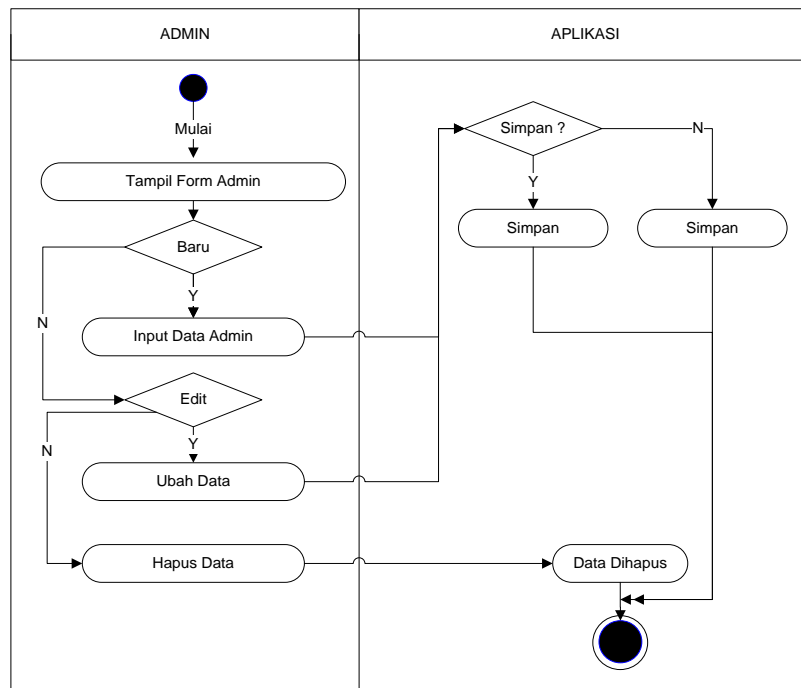 ADMIN
APLIKASI
Mulai
Simpan ?
N
Tampil Form Admin
Y
Simpan
Simpan
Baru
Y
N
Input Data Admin
Edit
N
Y
Ubah Data
Hapus Data
Data Dihapus